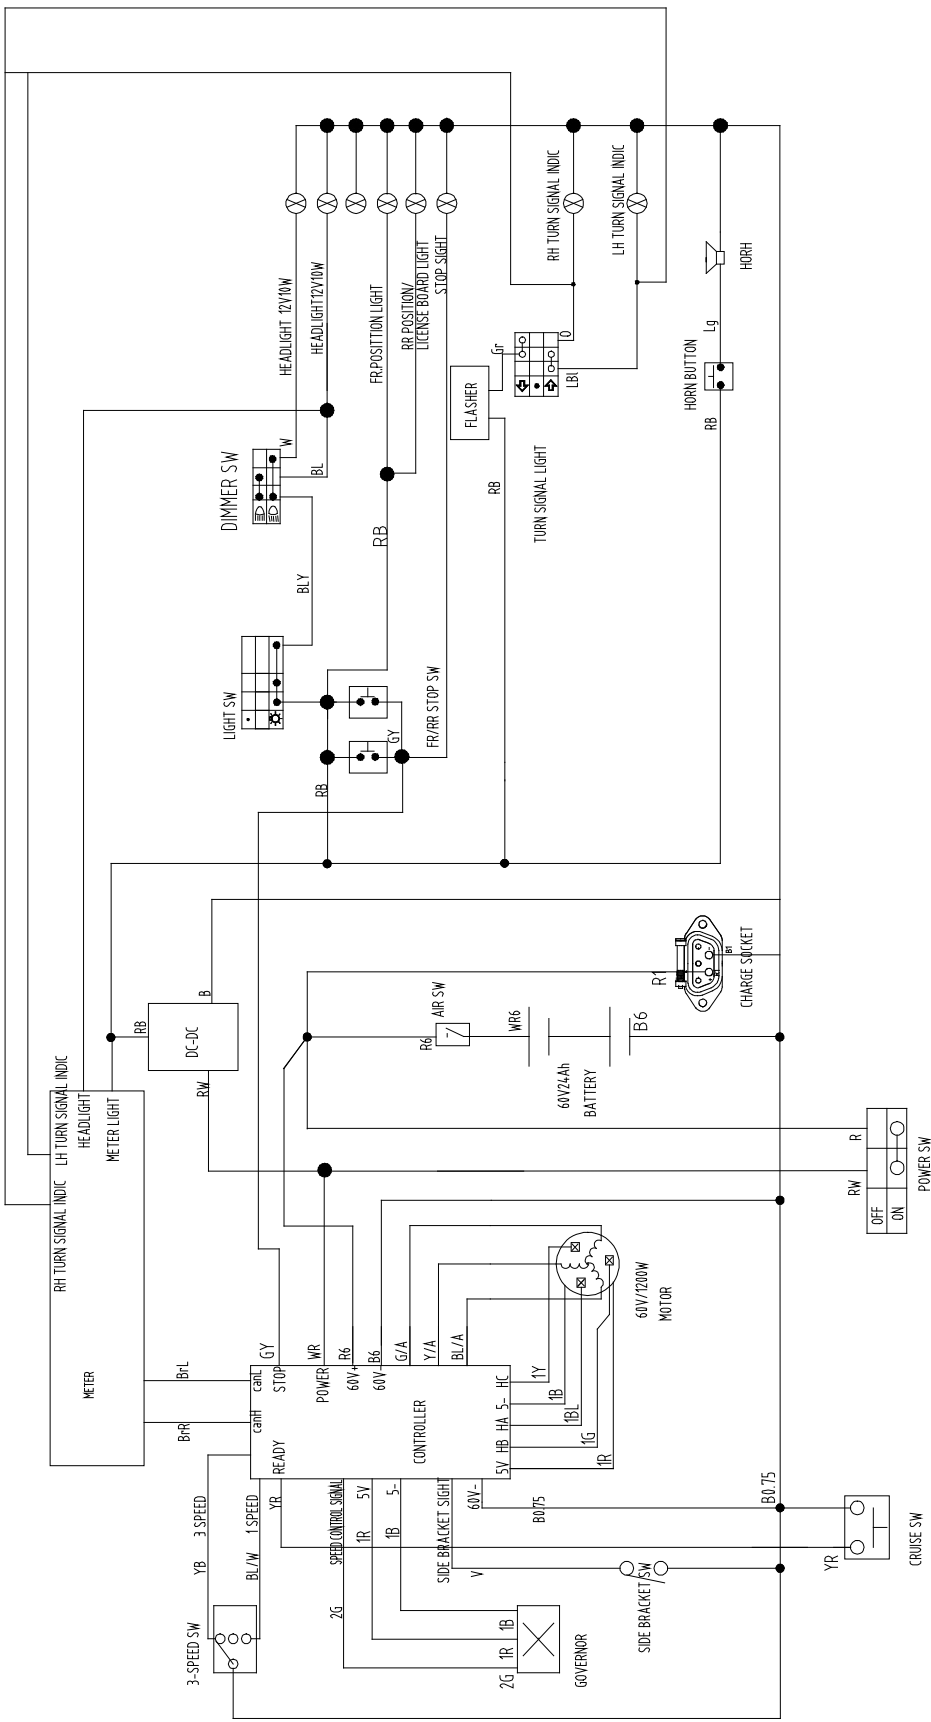 HEADLIGHT 12V10W
HEADLIGHT12V10W
FR.POSITTION LIGHT
RR POSITION/
LICENSE BOARD LIGHT
STOP SIGHT
RH TURN SIGNAL INDIC
LH TURN SIGNAL INDIC
HORH
Lg
HORN BUTTON
RB
Gr
O
LBL
FLASHER
RB
TURN SIGNAL LIGHT
DIMMER SW
W
BL
BLY
RB
LIGHT SW
GY
FR/RR STOP SW
RB
R1
B1
CHARGE SOCKET
AIR SW
R6
WR6
B6
60V24Ah
BATTERY
RB
B
DC-DC
RW
LH TURN SIGNAL INDIC
HEADLIGHT
METER LIGHT
RH TURN SIGNAL INDIC
METER
BrL
BrR
R
RW
OFF
ON
POWER SW
60V/1200W
MOTOR
GY
WR
R6
B6
G/A
Y/A
BL/A
canL
STOP
POWER
60V+
60V-
canH
READY
CONTROLLER
HC
5-
HA
HB
5V
1Y
1B
1BL
1G
1R
3 SPEED
YB
1 SPEED
BL/W
YR
SPEED CONTROL SIGNAL
2G
5V
1R
5-
1B
SIDE BRACKET SIGHT
V
60V-
B0.75
B0.75
3-SPEED SW
2G
1R
1B
GOVERNOR
SIDE BRACKET SW
YR
CRUISE SW